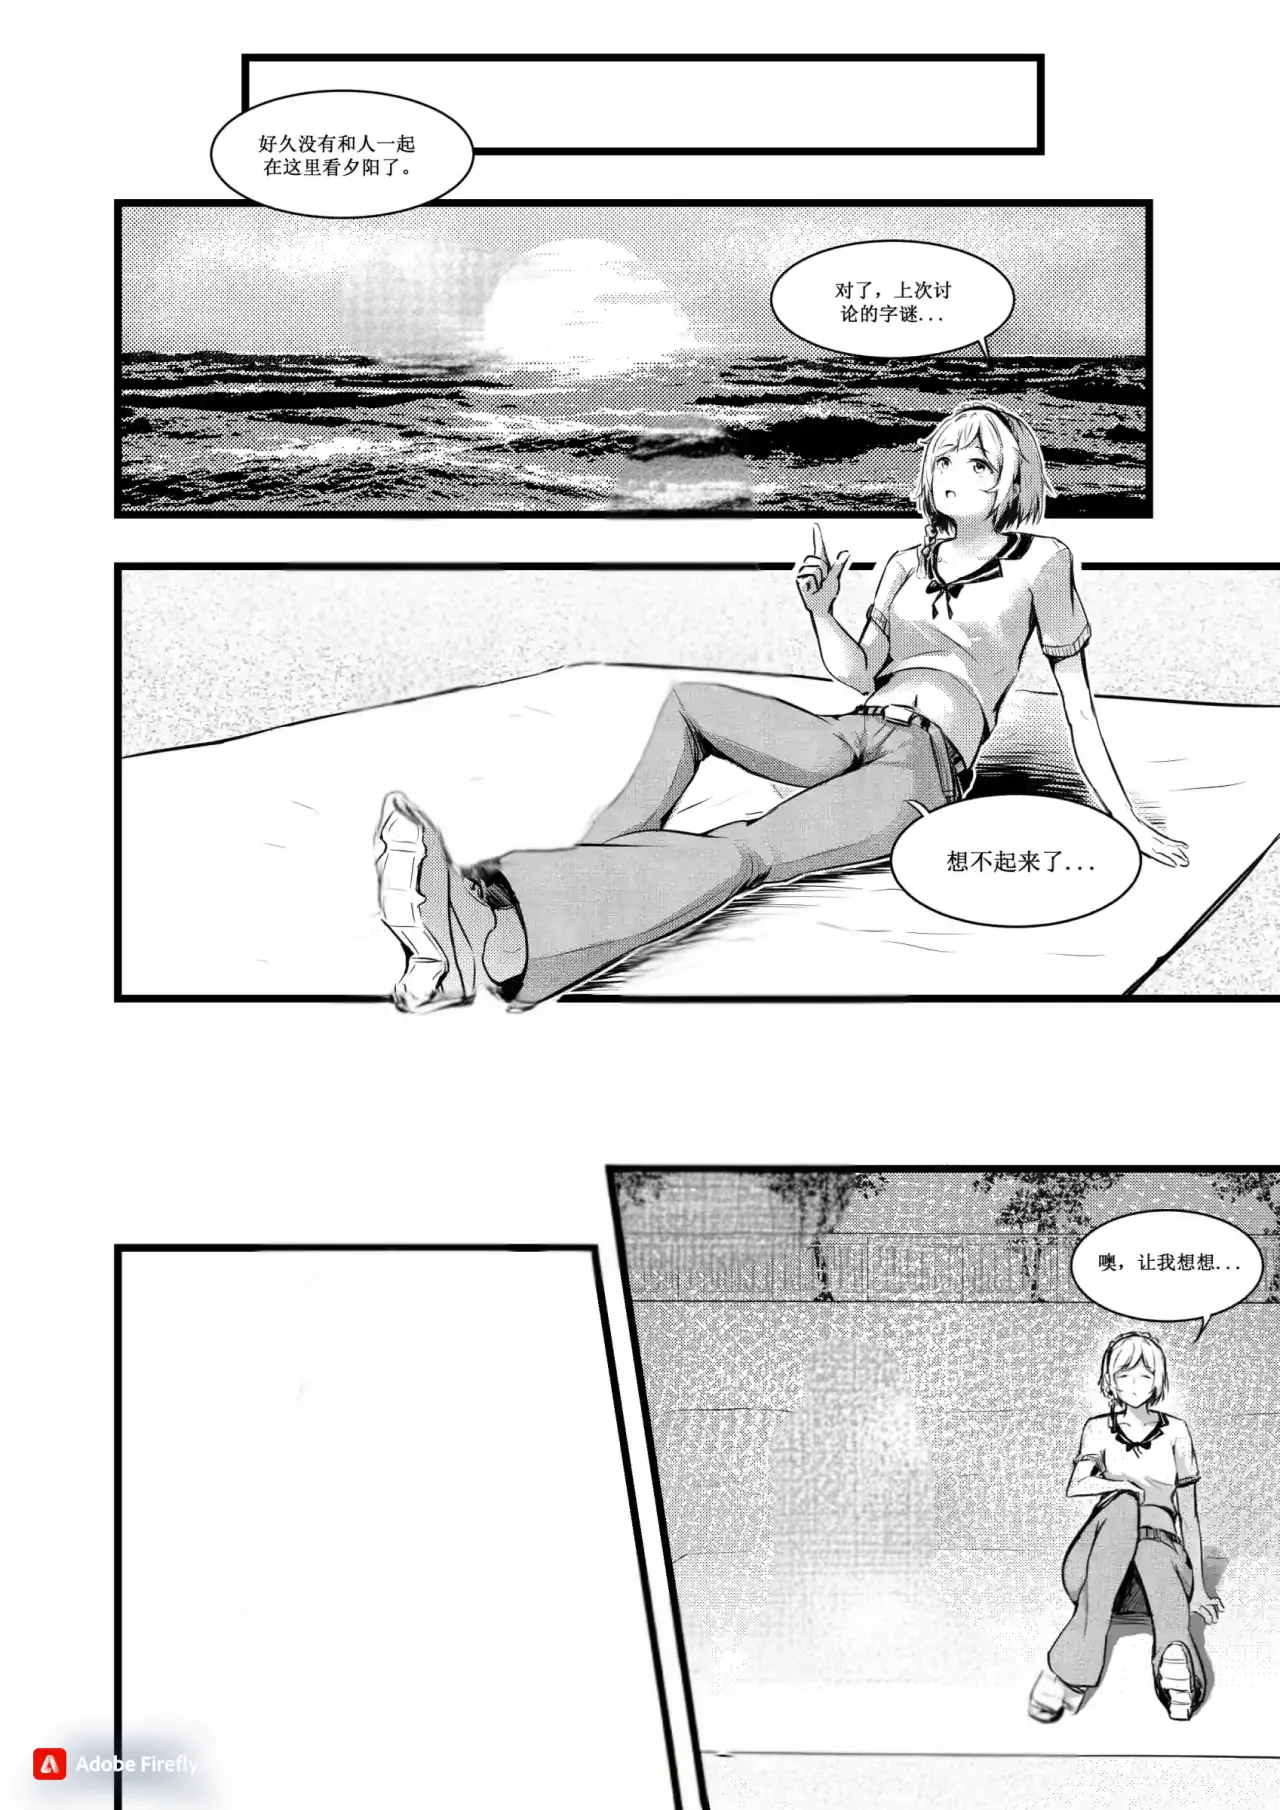 好久没有和人一起
在这里看夕阳了。
对了，上次讨
论的字谜...
想不起来了...
噢，让我想想...
Adobe Firefly